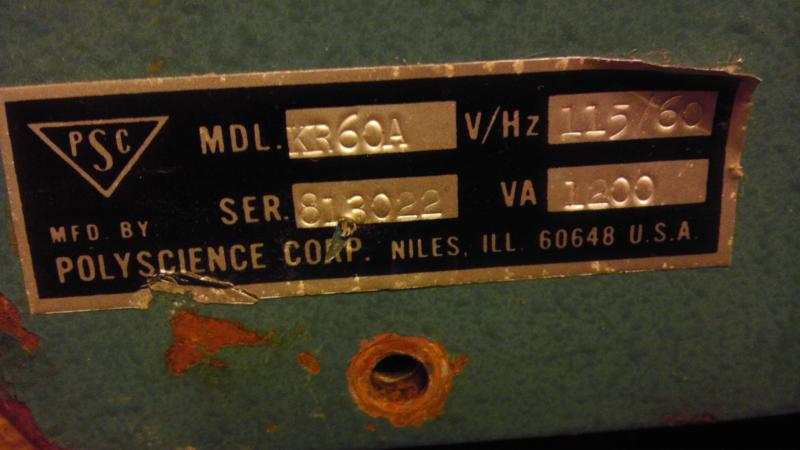 PSC
MDL. KR60A V/Hz 115/60
SER. 813022 VA 1200
MFD. BY
POLYSCIENCE CORP. NILES, ILL. 60648 U.S.A.